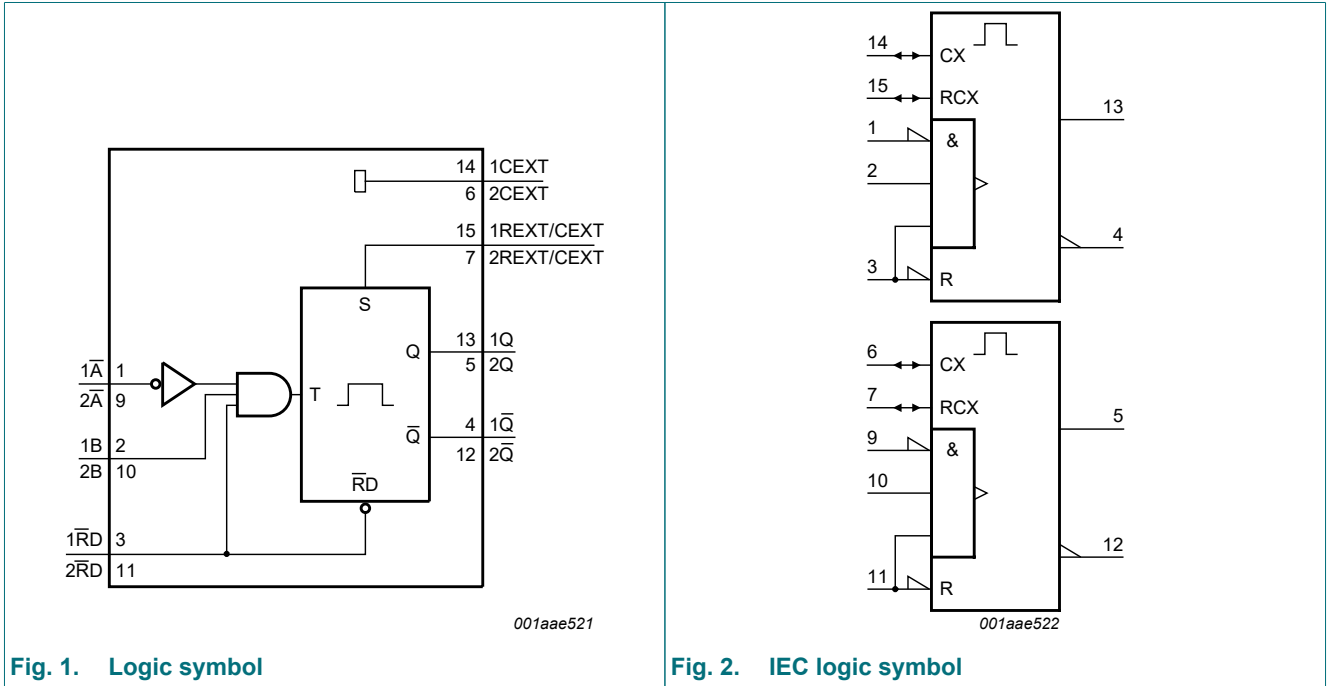 14 1CEXT
6 2CEXT
15 1REXT/CEXT
7 2REXT/CEXT
S
Q
13 1Q
5 2Q
1A̅ 1
2A̅ 9
T
1B 2
2B 10
Q̅
4 1Q̅
12 2Q̅
R̅D
1R̅D 3
2R̅D 11
001aae521
Fig. 1. Logic symbol
14 CX
15 RCX
13
1 &
2
4
3 R
6 CX
7 RCX
5
9 &
10
12
11 R
001aae522
Fig. 2. IEC logic symbol